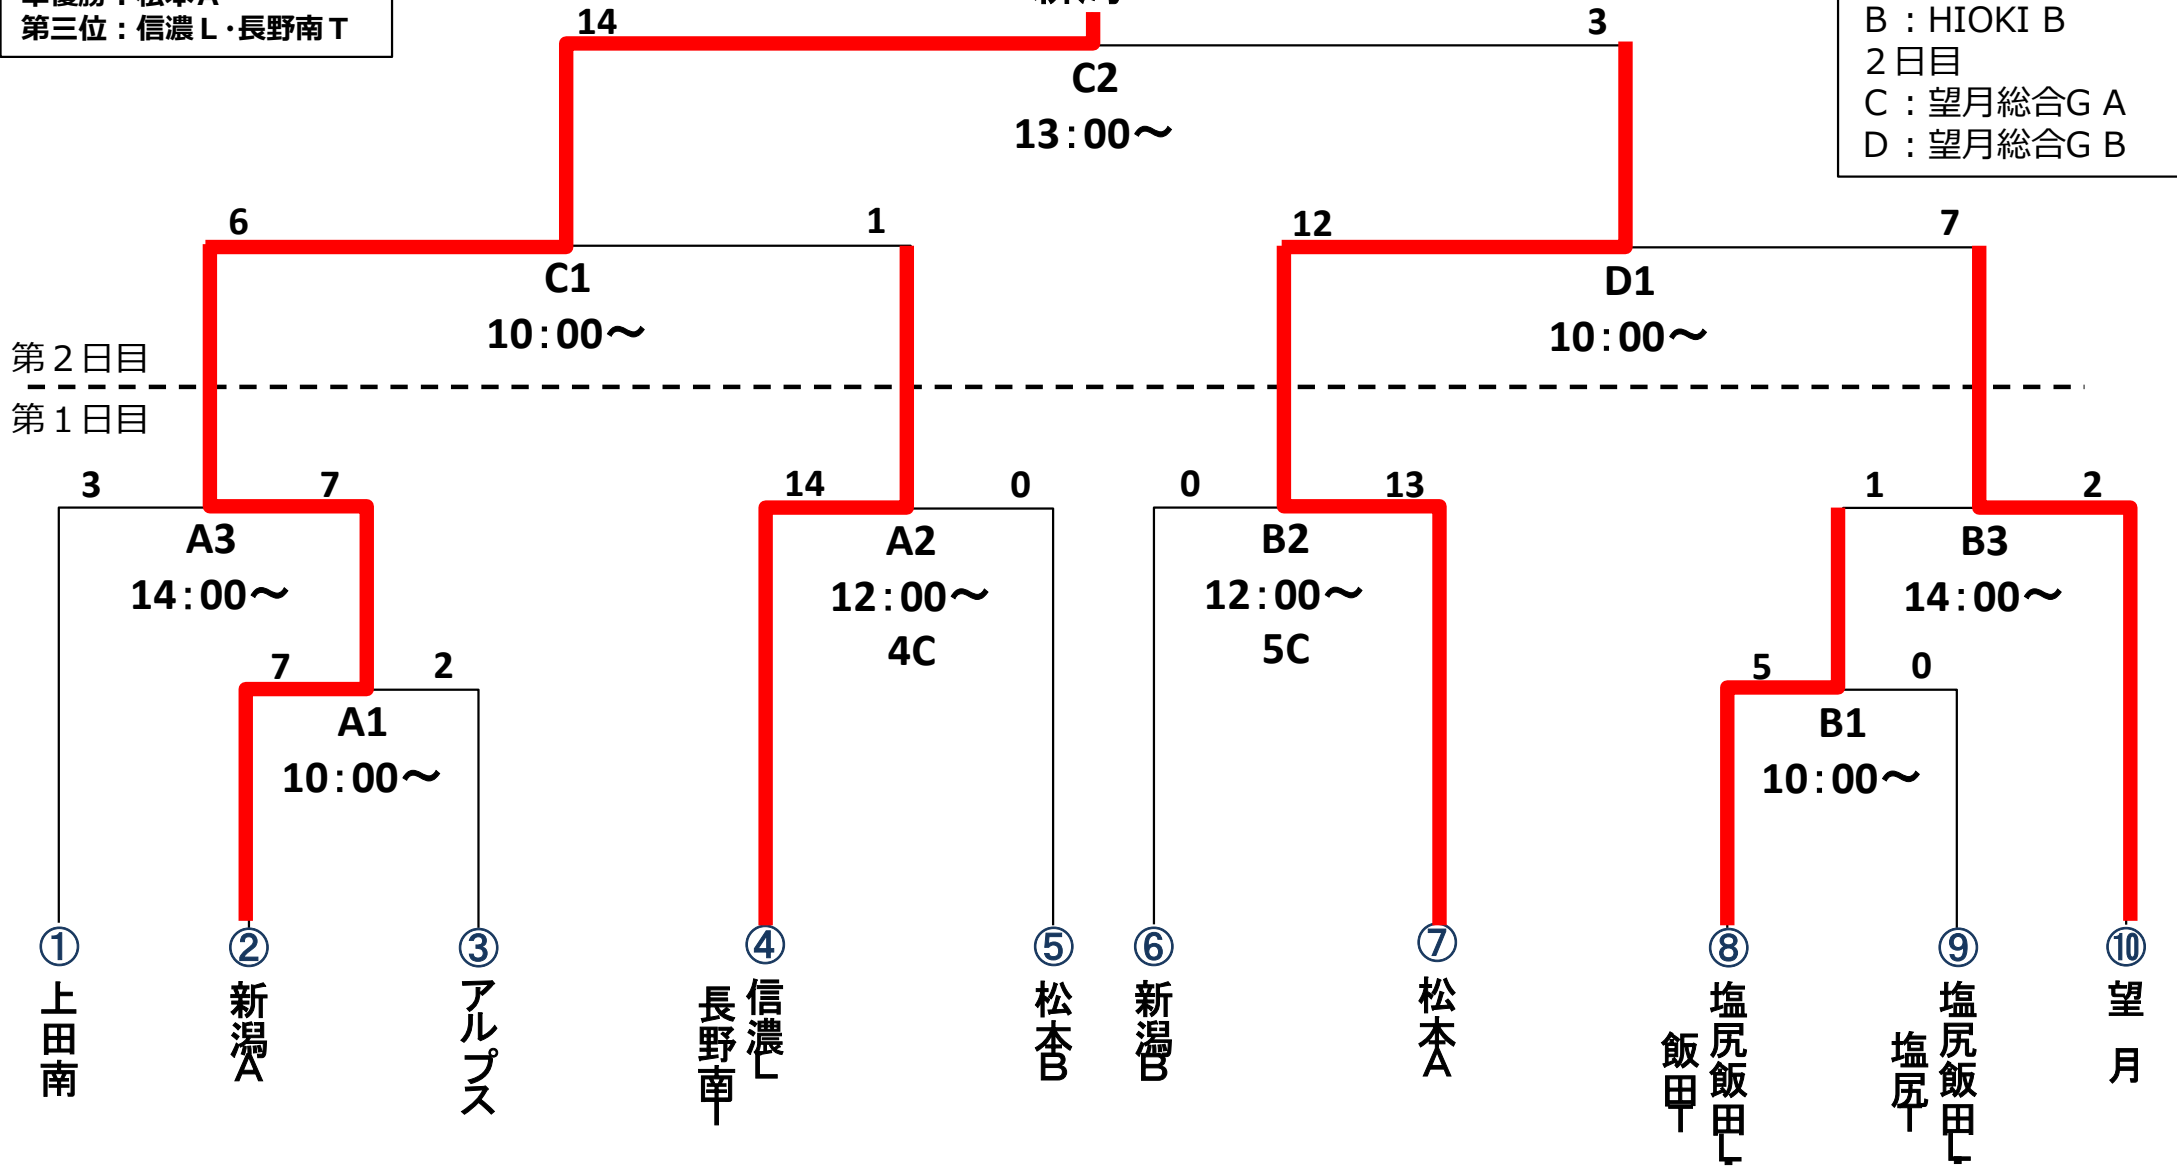 準優勝：松本A
第三位：信濃L・長野南T
B：HIOKI B
２日目
C：望月総合G A
D：望月総合G B
14
3
C2
13：00～
6
1
12
7
C1
10：00～
D1
10：00～
第２日目
第１日目
3
7
14
0
0
13
1
2
A3
14：00～
A2
12：00～
4C
B2
12：00～
5C
B3
14：00～
7
2
5
0
A1
10：00～
B1
10：00～
①
②
③
④
⑤
⑥
⑦
⑧
⑨
⑩
上田南
新潟A
アルプス
信濃L
長野南T
松本B
新潟B
松本A
塩尻飯田L
飯田T
塩尻飯田L
塩尻T
望月